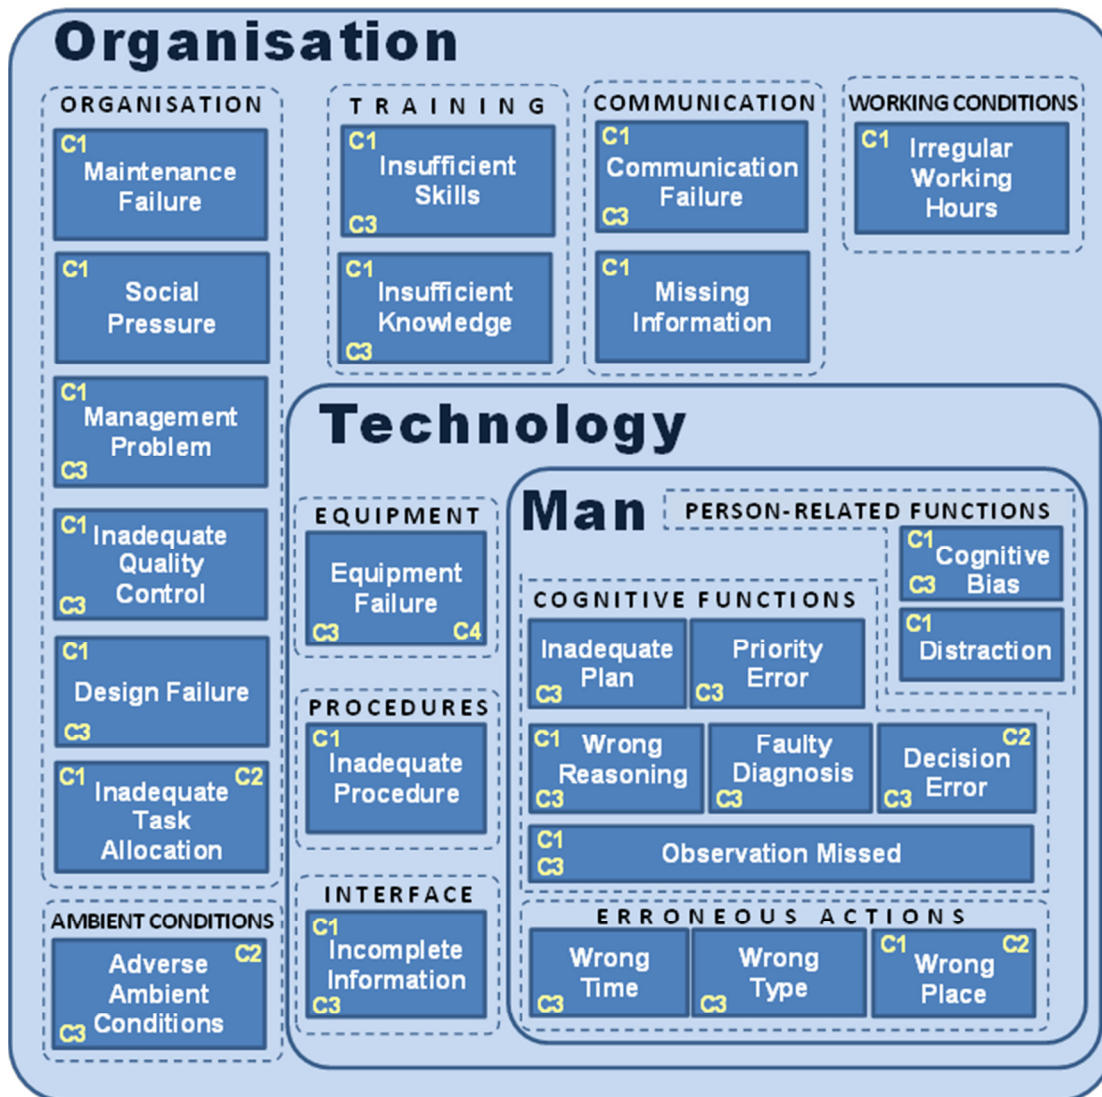 Organisation
ORGANISATION
C1
Maintenance
Failure
C1
Social
Pressure
C1
Management
Problem
C3
C1
Inadequate
Quality
Control
C3
C1
Design Failure
C3
C1 C2
Inadequate
Task
Allocation
AMBIENT CONDITIONS
C2
Adverse
Ambient
Conditions
C3
TRAINING
C1
Insufficient
Skills
C3
C1
Insufficient
Knowledge
C3
COMMUNICATION
C1
Communication
Failure
C3
C1
Missing
Information
WORKING CONDITIONS
C1
Irregular
Working
Hours
Technology
EQUIPMENT
Equipment
Failure
C3 C4
PROCEDURES
C1
Inadequate
Procedure
INTERFACE
C1
Incomplete
Information
C3
Man
PERSON-RELATED FUNCTIONS
C1
Cognitive
C3
Bias
C1
Distraction
COGNITIVE FUNCTIONS
Inadequate
Plan
C3
Priority
Error
C3
C1
Wrong
Reasoning
C3
Faulty
Diagnosis
C3
C2
Decision
Error
C3
C1
C3
Observation Missed
ERRONEOUS ACTIONS
Wrong
Time
C3
Wrong
Type
C3
C1 C2
Wrong
Place